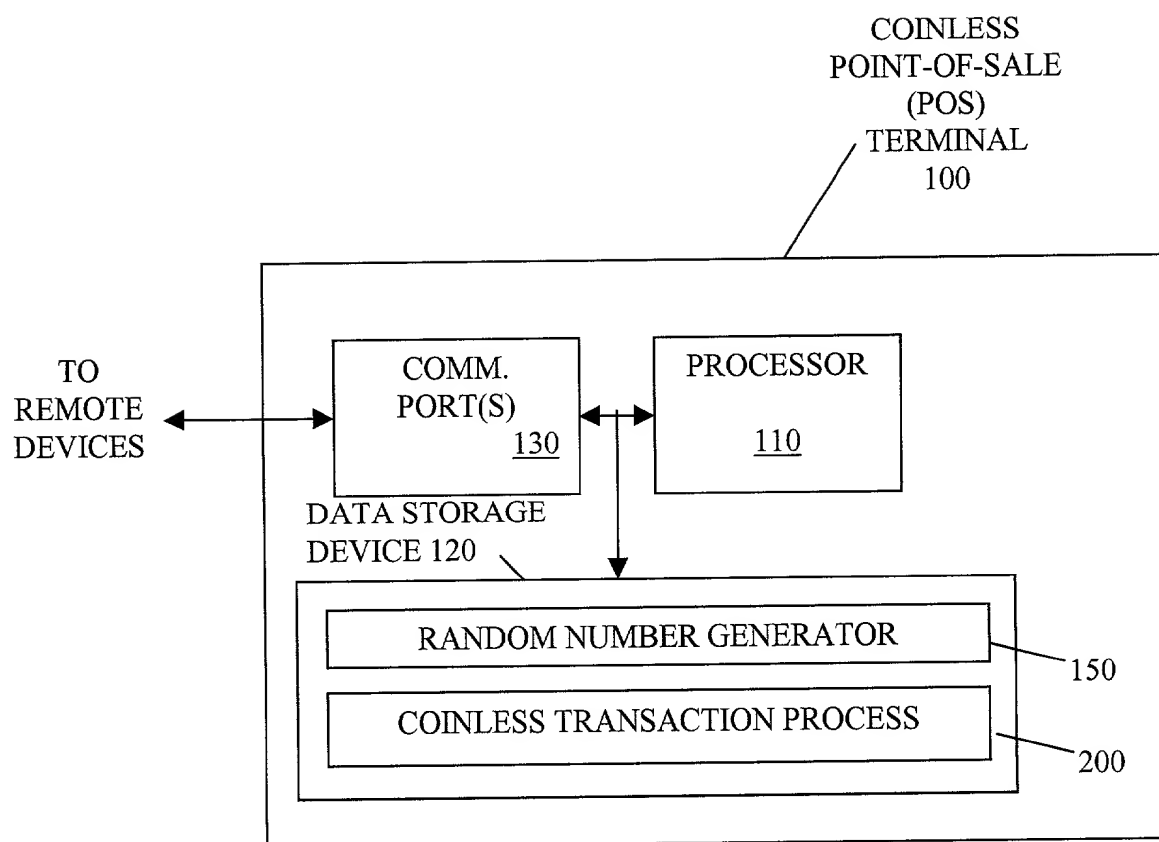 COINLESS
POINT-OF-SALE
(POS)
TERMINAL
100
TO
REMOTE
DEVICES
COMM.
PORT(S)
130
PROCESSOR
110
DATA STORAGE
DEVICE 120
RANDOM NUMBER GENERATOR
150
COINLESS TRANSACTION PROCESS
200